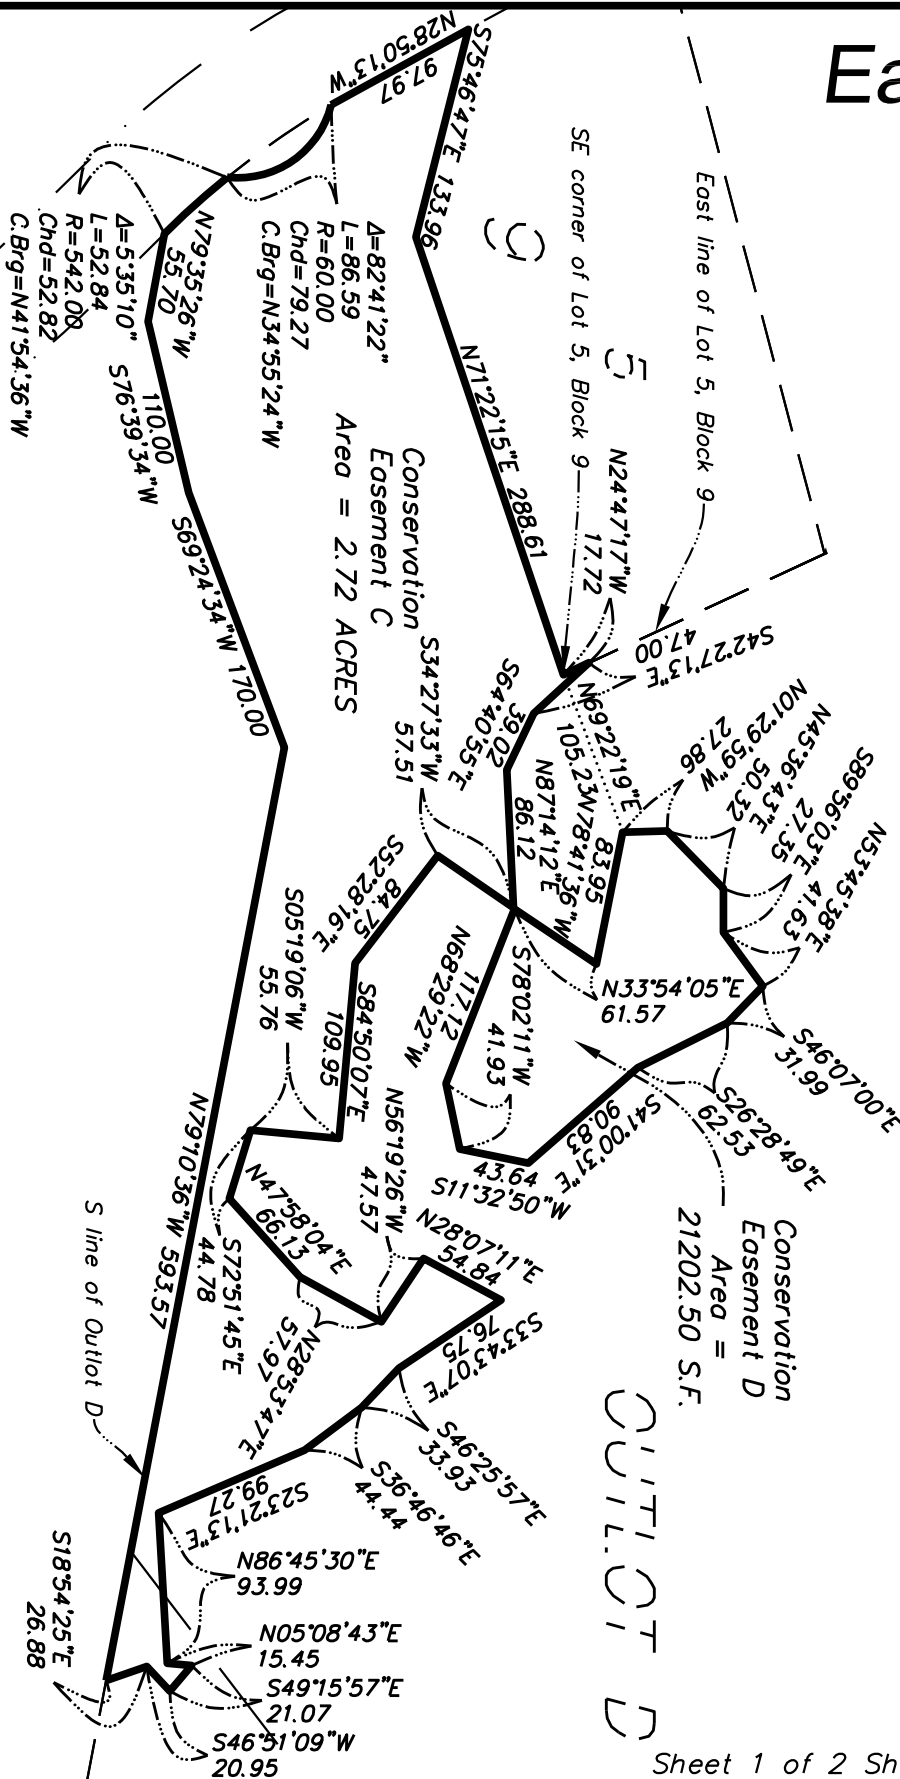 Ea
N28°50'13"W
97.97
S75°46'47"E 133.96
9
5
SE corner of Lot 5, Block 9
East line of Lot 5, Block 9
Δ=82°41'22"
L=86.59
R=60.00
Chd=79.27
C.Brg=N34°55'24"W
N79°35'26"W
55.70
Δ=5°35'10"
L=52.84
R=542.00
Chd=52.82
C.Brg=N41°54'36"W
110.00
S76°39'34"W
S69°24'34"W 170.00
N71°22'15"E 288.61
N24°47'17"W
17.72
47.00
S42°27'13"E
Conservation
Easement C
Area = 2.72 ACRES
S34°27'33"W
57.51
S64°40'55"E
39.02
N69°22'19"E
105.23
N87°14'12"E
86.12
N78°41'36"W
83.95
N01°29'59"W
27.86
N45°36'43"E
50.32
S89°56'03"E
27.35
N53°45'38"E
41.63
S46°07'00"E
31.99
S26°28'49"E
62.53
N33°54'05"E
61.57
S41°00'31"E
90.83
S78°02'11"W
41.93
N68°29'22"W
117.12
43.64
S11°32'50"W
S52°28'16"E
84.75
S84°50'07"E
109.95
S05°19'06"W
55.76
N56°19'26"W
47.57
N28°07'11"E
54.84
N47°58'04"E
66.13
S72°51'45"E
44.78
N28°53'47"E
57.97
S33°43'07"E
76.75
S46°25'57"E
33.93
S36°46'46"E
44.44
S23°21'13"E
99.27
Conservation
Easement D
Area =
21202.50 S.F.
OUTLOT D
N79°10'36"W 593.57
S line of Outlot D
N86°45'30"E
93.99
N05°08'43"E
15.45
S49°15'57"E
21.07
S46°51'09"W
20.95
S18°54'25"E
26.88
Sheet 1 of 2 Sh